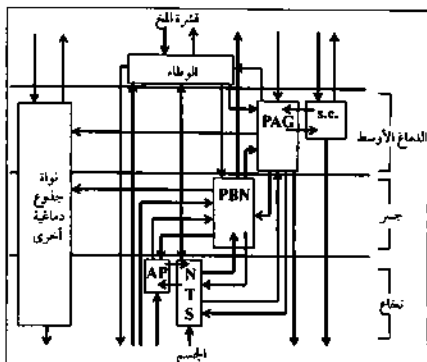 قشرة المخ
الوطاء
PAG
s.c.
الدماغ الأوسط
نواة
جذوع
دماغية
أخرى
PBN
جسر
AP
N
T
S
نخاع
الجسم